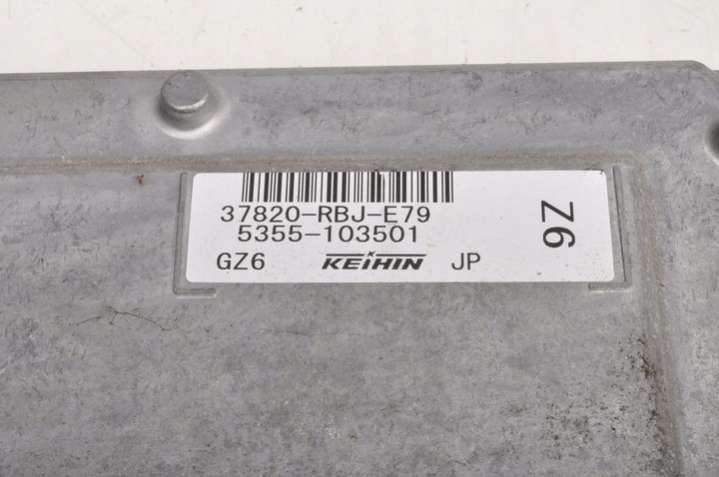 37820-RBJ-E79
5355-103501
GZ6 KEIHIN JP
Z6